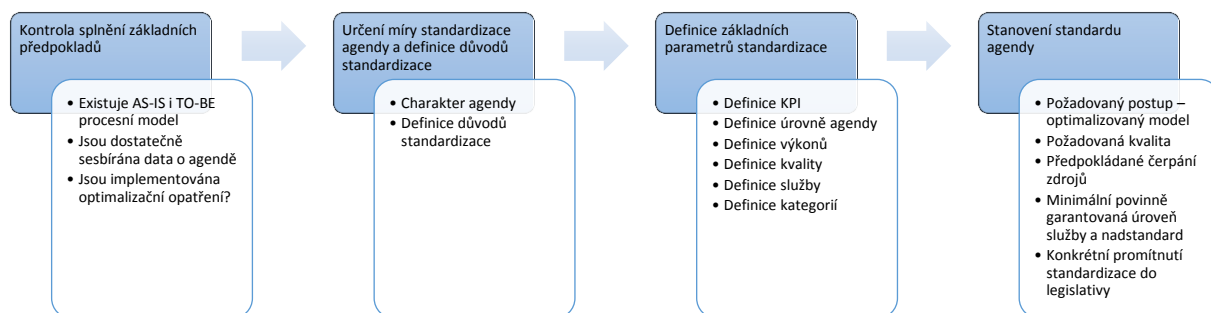 Kontrola splnění základních
předpokladů
• Existuje AS-IS i TO-BE
procesní model
• Jsou dostatečně
sesbírána data o agendě
• Jsou implementována
optimalizační opatření?
Určení míry standardizace
agendy a definice důvodů
standardizace
• Charakter agendy
• Definice důvodů
standardizace
Definice základních
parametrů standardizace
• Definice KPI
• Definice úrovně agendy
• Definice výkonů
• Definice kvality
• Definice služby
• Definice kategorií
Stanovení standardu
agendy
• Požadovaný postup –
optimalizovaný model
• Požadovaná kvalita
• Předpokládané čerpání
zdrojů
• Minimální povinně
garantovaná úroveň
služby a nadstandard
• Konkrétní promítnutí
standardizace do
legislativy